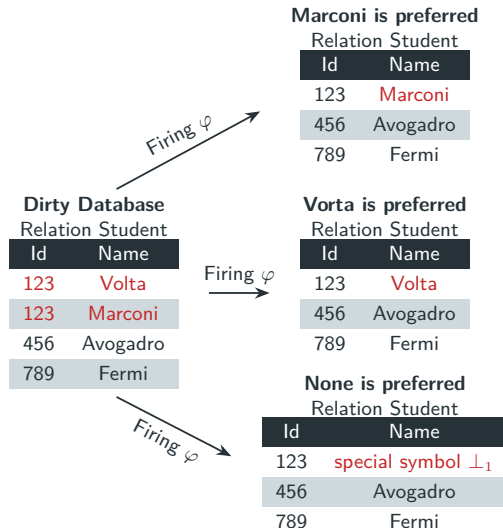 Marconi is preferred
Relation Student
Id Name
123 Marconi
456 Avogadro
789 Fermi
Firing φ
Dirty Database
Relation Student
Id Name
123 Volta
123 Marconi
456 Avogadro
789 Fermi
Firing φ
Vorta is preferred
Relation Student
Id Name
123 Volta
456 Avogadro
789 Fermi
Firing φ
None is preferred
Relation Student
Id Name
123 special symbol ⊥₁
456 Avogadro
789 Fermi